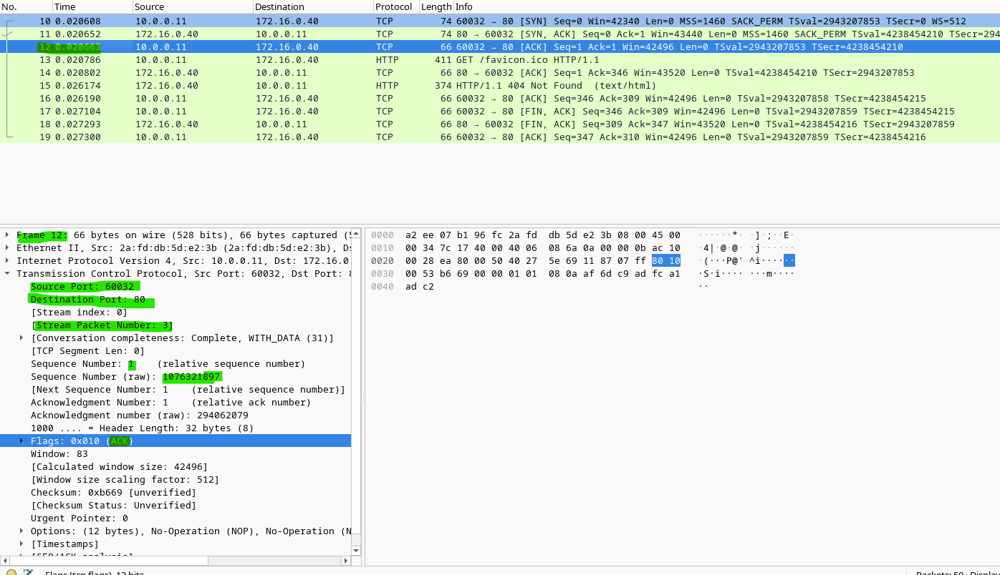 No. Time Source Destination Protocol Length Info
10 0.020608 10.0.0.11 172.16.0.40 TCP 74 60032 → 80 [SYN] Seq=0 Win=42340 Len=0 MSS=1460 SACK_PERM TSval=2943207853 TSecr=0 WS=512
11 0.020652 172.16.0.40 10.0.0.11 TCP 74 80 → 60032 [SYN, ACK] Seq=0 Ack=1 Win=43440 Len=0 MSS=1460 SACK_PERM TSval=4238454210 TSecr=294
12 0.020663 10.0.0.11 172.16.0.40 TCP 66 60032 → 80 [ACK] Seq=1 Ack=1 Win=42496 Len=0 TSval=2943207853 TSecr=4238454210
13 0.020786 10.0.0.11 172.16.0.40 HTTP 411 GET /favicon.ico HTTP/1.1
14 0.020802 172.16.0.40 10.0.0.11 TCP 66 80 → 60032 [ACK] Seq=1 Ack=346 Win=43520 Len=0 TSval=4238454210 TSecr=2943207853
15 0.026174 172.16.0.40 10.0.0.11 HTTP 374 HTTP/1.1 404 Not Found (text/html)
16 0.026190 10.0.0.11 172.16.0.40 TCP 66 60032 → 80 [ACK] Seq=346 Ack=309 Win=42496 Len=0 TSval=2943207858 TSecr=4238454215
17 0.027104 10.0.0.11 172.16.0.40 TCP 66 60032 → 80 [FIN, ACK] Seq=346 Ack=309 Win=42496 Len=0 TSval=2943207859 TSecr=4238454215
18 0.027293 172.16.0.40 10.0.0.11 TCP 66 80 → 60032 [FIN, ACK] Seq=309 Ack=347 Win=43520 Len=0 TSval=4238454216 TSecr=2943207859
19 0.027300 10.0.0.11 172.16.0.40 TCP 66 60032 → 80 [ACK] Seq=347 Ack=310 Win=42496 Len=0 TSval=2943207859 TSecr=4238454216
Frame 12: 66 bytes on wire (528 bits), 66 bytes captured (5
Ethernet II, Src: 2a:fd:db:5d:e2:3b (2a:fd:db:5d:e2:3b), Ds
Internet Protocol Version 4, Src: 10.0.0.11, Dst: 172.16.0
Transmission Control Protocol, Src Port: 60032, Dst Port: 8
Source Port: 60032
Destination Port: 80
[Stream index: 0]
[Stream Packet Number: 3]
[Conversation completeness: Complete, WITH_DATA (31)]
[TCP Segment Len: 0]
Sequence Number: 1 (relative sequence number)
Sequence Number (raw): 1076321897
[Next Sequence Number: 1 (relative sequence number)]
Acknowledgment Number: 1 (relative ack number)
Acknowledgment number (raw): 294062079
1000 .... = Header Length: 32 bytes (8)
Flags: 0x010 (ACK)
Window: 83
[Calculated window size: 42496]
[Window size scaling factor: 512]
Checksum: 0xb669 [unverified]
[Checksum Status: Unverified]
Urgent Pointer: 0
Options: (12 bytes), No-Operation (NOP), No-Operation (N
[Timestamps]
0000 a2 ee 07 b1 96 fc 2a fd db 5d e2 3b 08 00 45 00 ······* ·]·;··E·
0010 00 34 7c 17 40 00 40 06 08 6a 0a 00 00 0b ac 10 ·4|·@·@· ·j······
0020 00 28 ea 80 00 50 40 27 5e 69 11 87 07 ff 80 10 ·(···P@' ^i······
0030 00 53 b6 69 00 00 01 01 08 0a af 6d c9 ad fc a1 ·S·i···· ···m····
0040 ad c2 ··